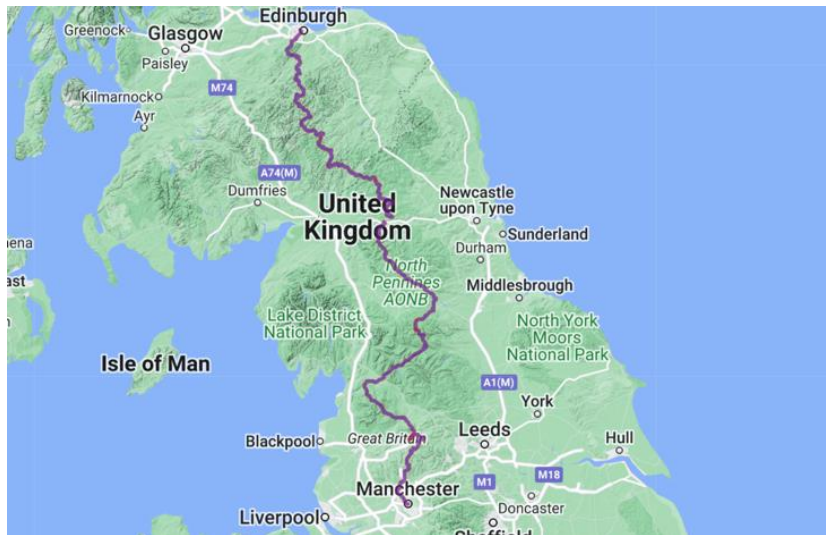 Edinburgh
Greenock
Glasgow
Paisley
M74
Kilmarnock
Ayr
A74(M)
Dumfries
United
Kingdom
Newcastle
upon Tyne
Sunderland
Durham
North
Pennines
AONB
Middlesbrough
Lake District
National Park
North York
Moors
National Park
Isle of Man
A1(M)
York
Leeds
Hull
Blackpool
Great Britain
M1
M18
Manchester
Doncaster
Liverpool
Sheffield